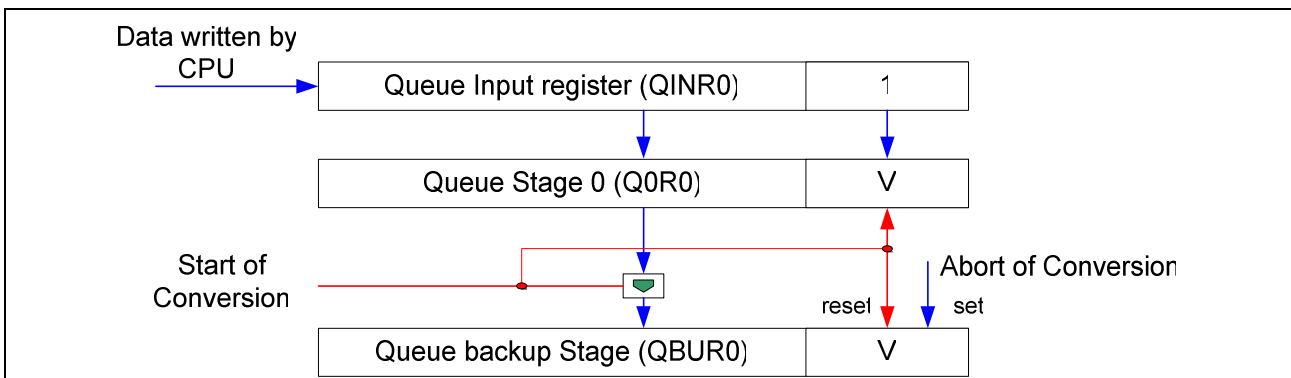 Data written by
CPU
Queue Input register (QINR0)
1
Queue Stage 0 (Q0R0)
V
Start of
Conversion
Abort of Conversion
reset
set
Queue backup Stage (QBUR0)
V